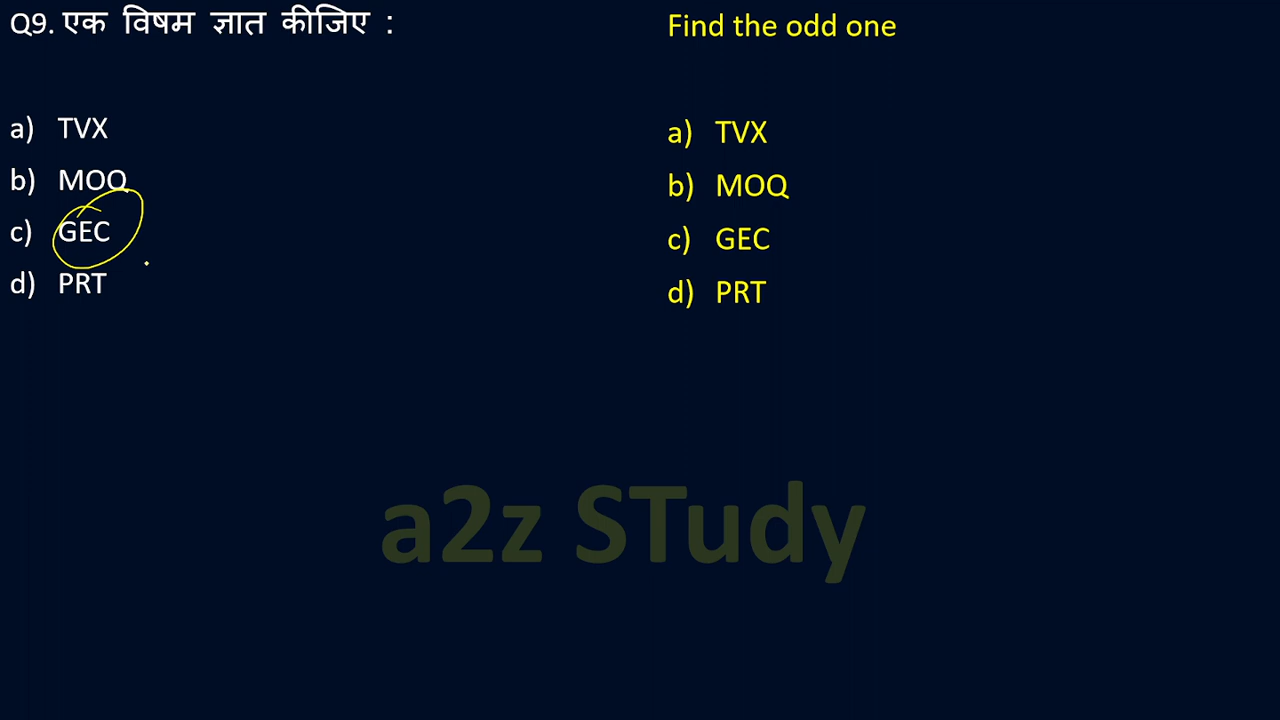 Q9. एक विषम ज्ञात कीजिए :
a) TVX
b) MOQ
c) GEC
d) PRT
Find the odd one
a) TVX
b) MOQ
c) GEC
d) PRT
a2z STudy